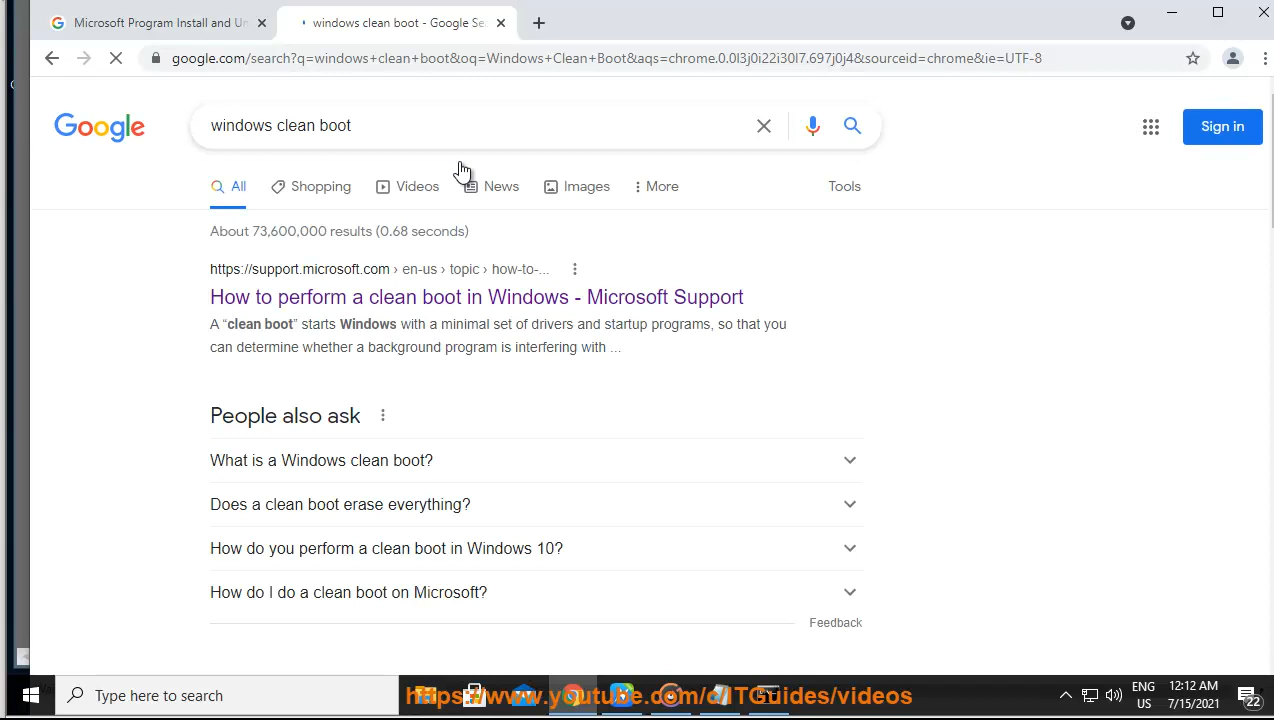 Microsoft Program Install and Un
windows clean boot - Google Se
google.com/search?q=windows+clean+boot&oq=Windows+Clean+Boot&aqs=chrome.0.0l3j0i22i30l7.697j0j4&sourceid=chrome&ie=UTF-8
Google
windows clean boot
Sign in
All
Shopping
Videos
News
Images
More
Tools
About 73,600,000 results (0.68 seconds)
https://support.microsoft.com › en-us › topic › how-to-...
How to perform a clean boot in Windows - Microsoft Support
A “clean boot” starts Windows with a minimal set of drivers and startup programs, so that you
can determine whether a background program is interfering with ...
People also ask
What is a Windows clean boot?
Does a clean boot erase everything?
How do you perform a clean boot in Windows 10?
How do I do a clean boot on Microsoft?
Feedback
Type here to search
https://www.youtube.com/c/ITGuides/videos
ENG
US
12:12 AM
7/15/2021
22